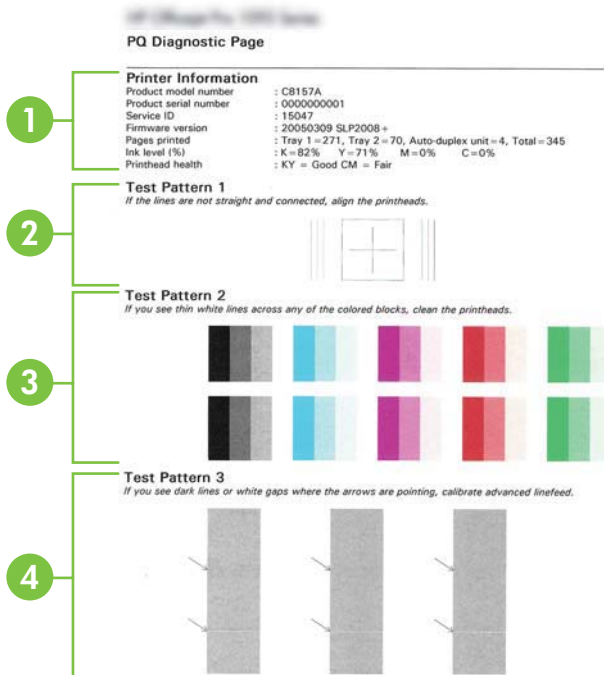 PQ Diagnostic Page
1
Printer Information
Product model number : C8157A
Product serial number : 0000000001
Service ID : 15047
Firmware version : 20050309 SLP2008+
Pages printed : Tray 1=271, Tray 2=70, Auto-duplex unit=4, Total=345
Ink level (%) : K=82% Y=71% M=0% C=0%
Printhead health : KY = Good CM = Fair
2
Test Pattern 1
If the lines are not straight and connected, align the printheads.
3
Test Pattern 2
If you see thin white lines across any of the colored blocks, clean the printheads.
4
Test Pattern 3
If you see dark lines or white gaps where the arrows are pointing, calibrate advanced linefeed.